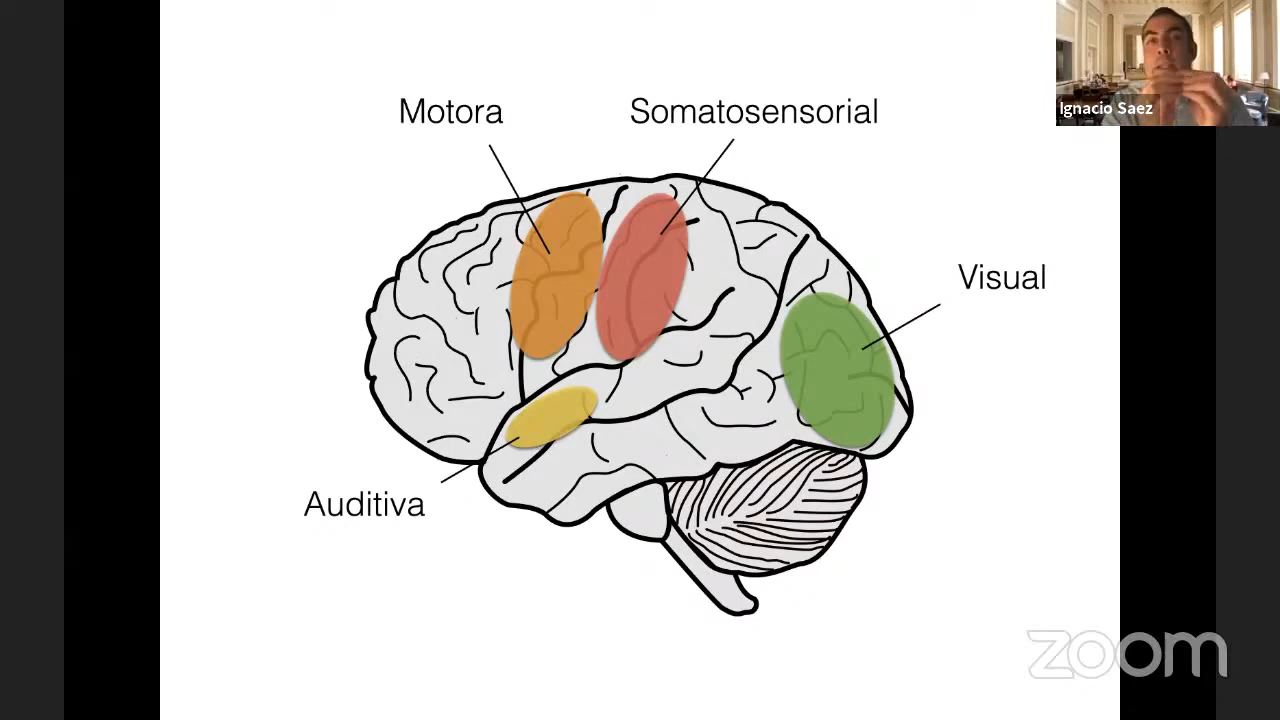 Ignacio Saez
Motora
Somatosensorial
Visual
Auditiva
zoom